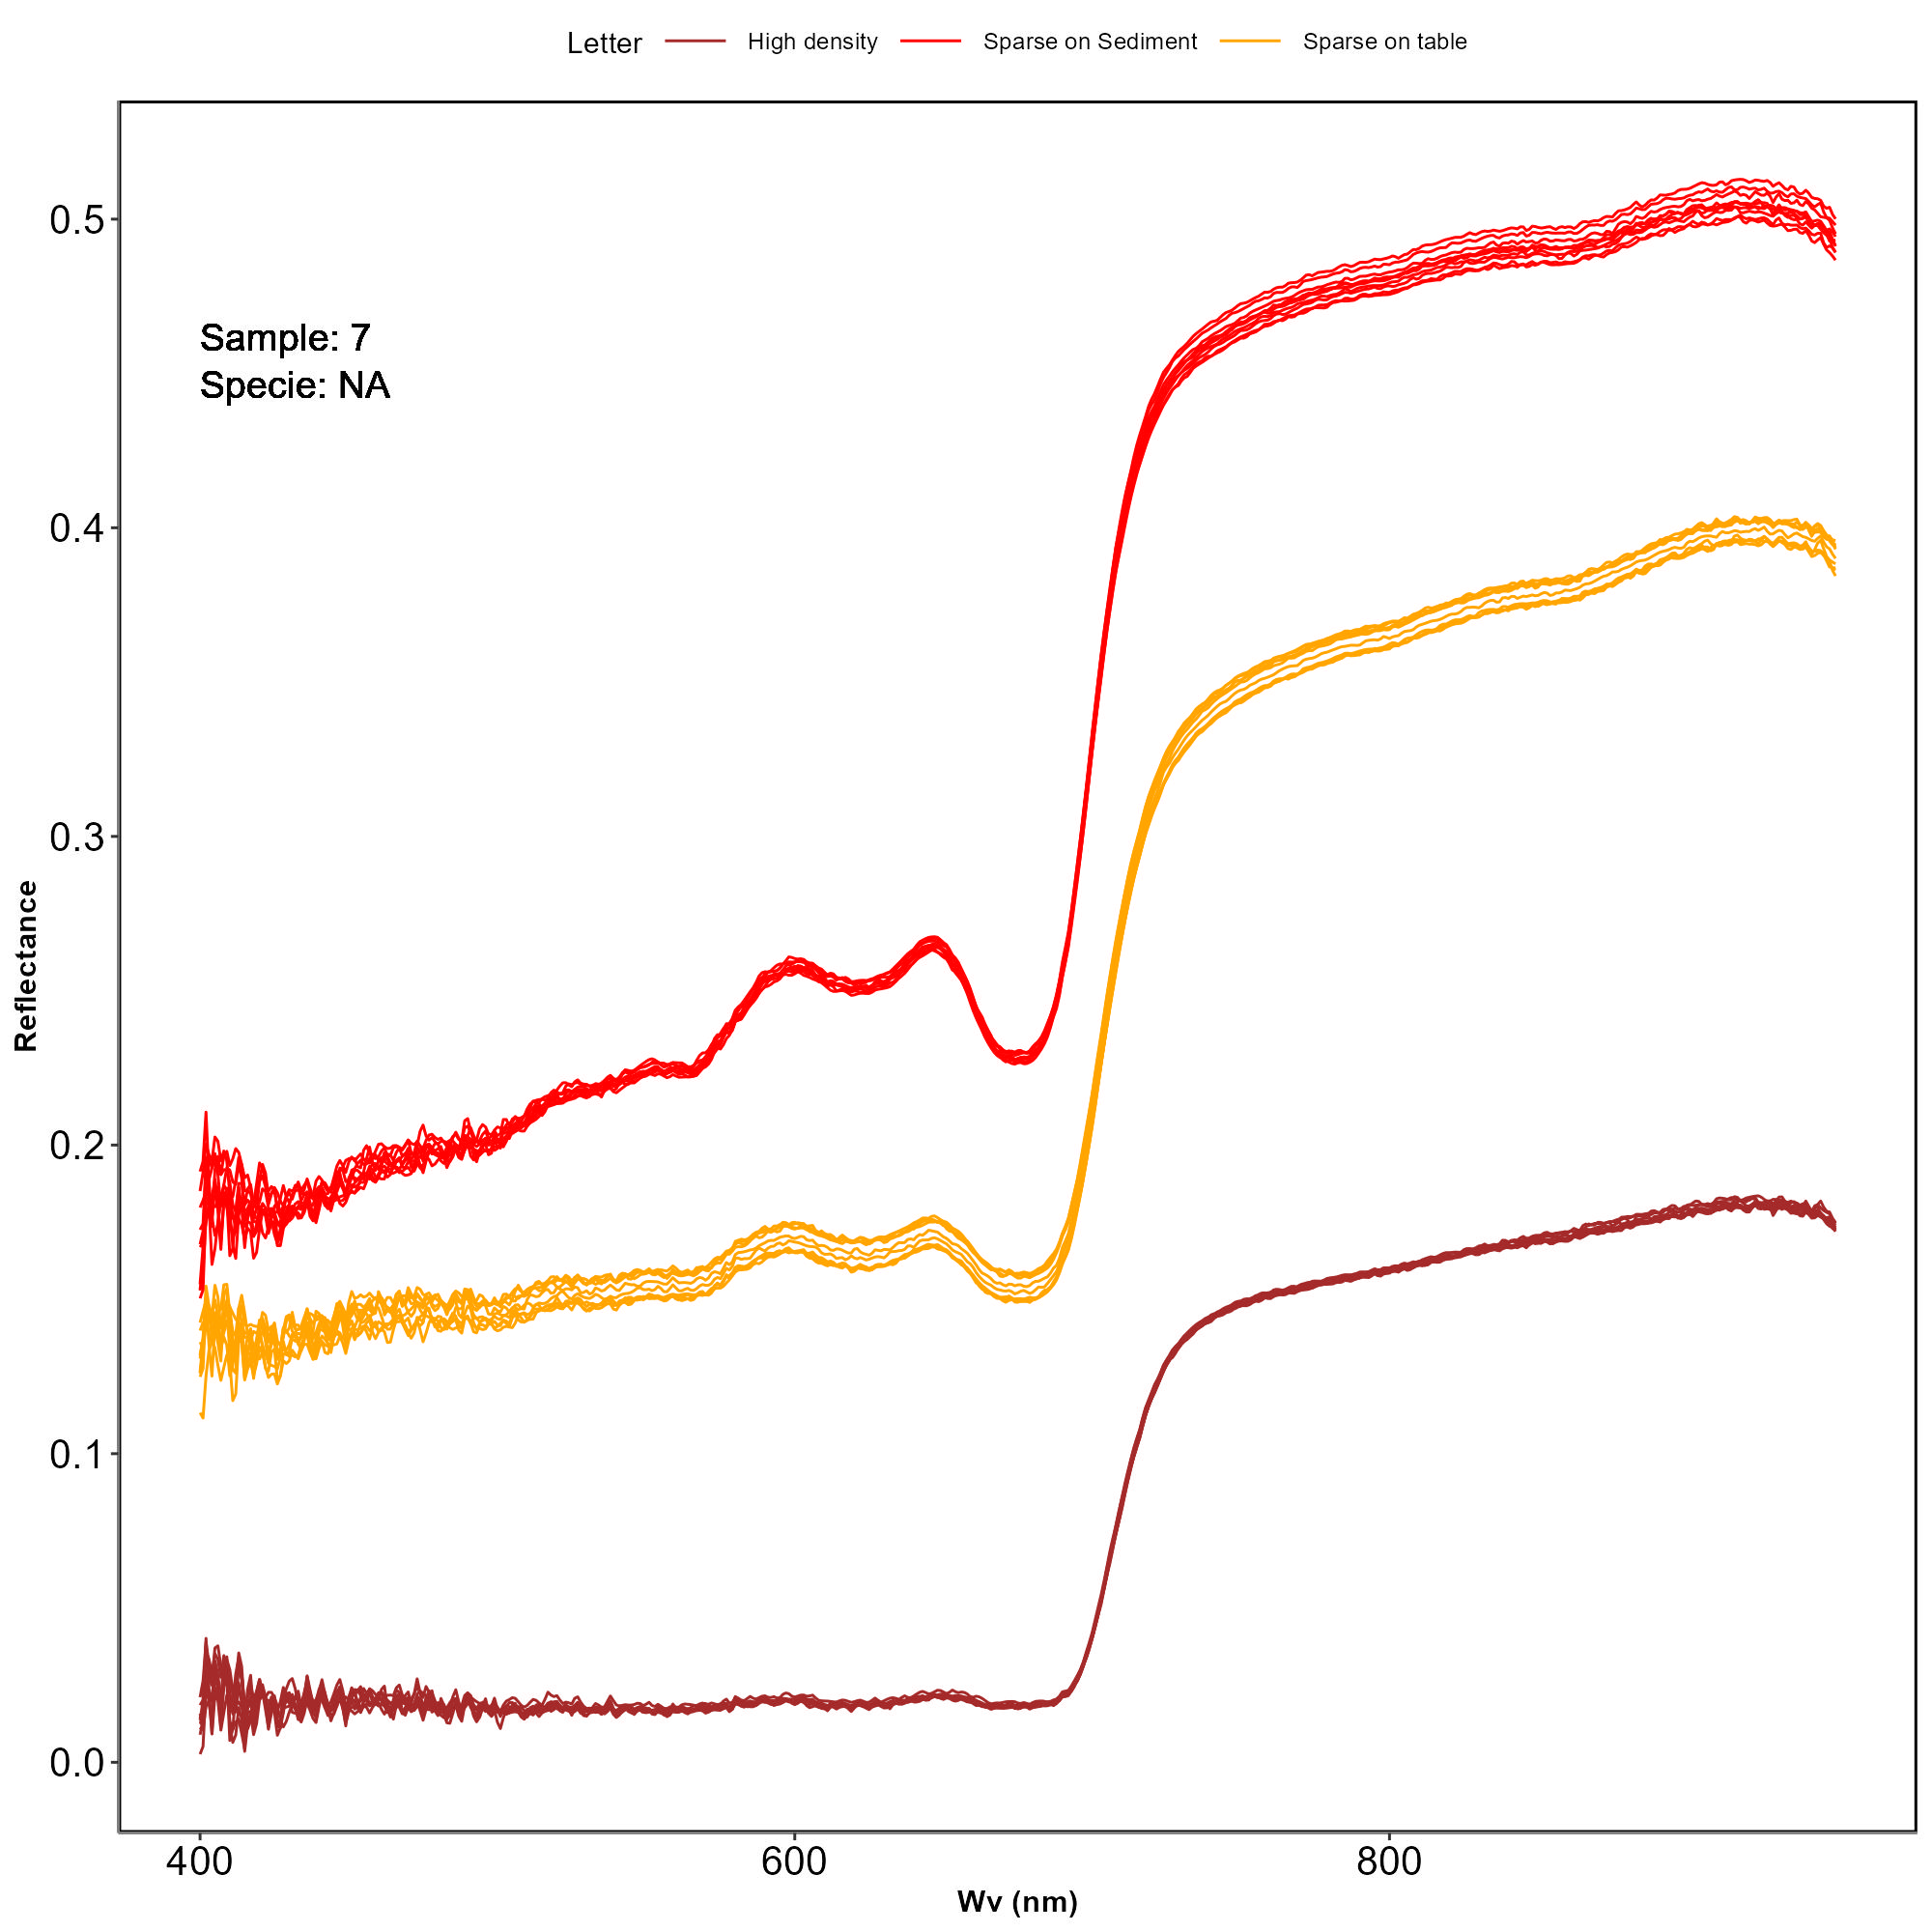 Letter High density Sparse on Sediment Sparse on table
Sample: 7
Specie: NA
0.5
0.4
0.3
0.2
0.1
0.0
Reflectance
400 600 800
Wv (nm)